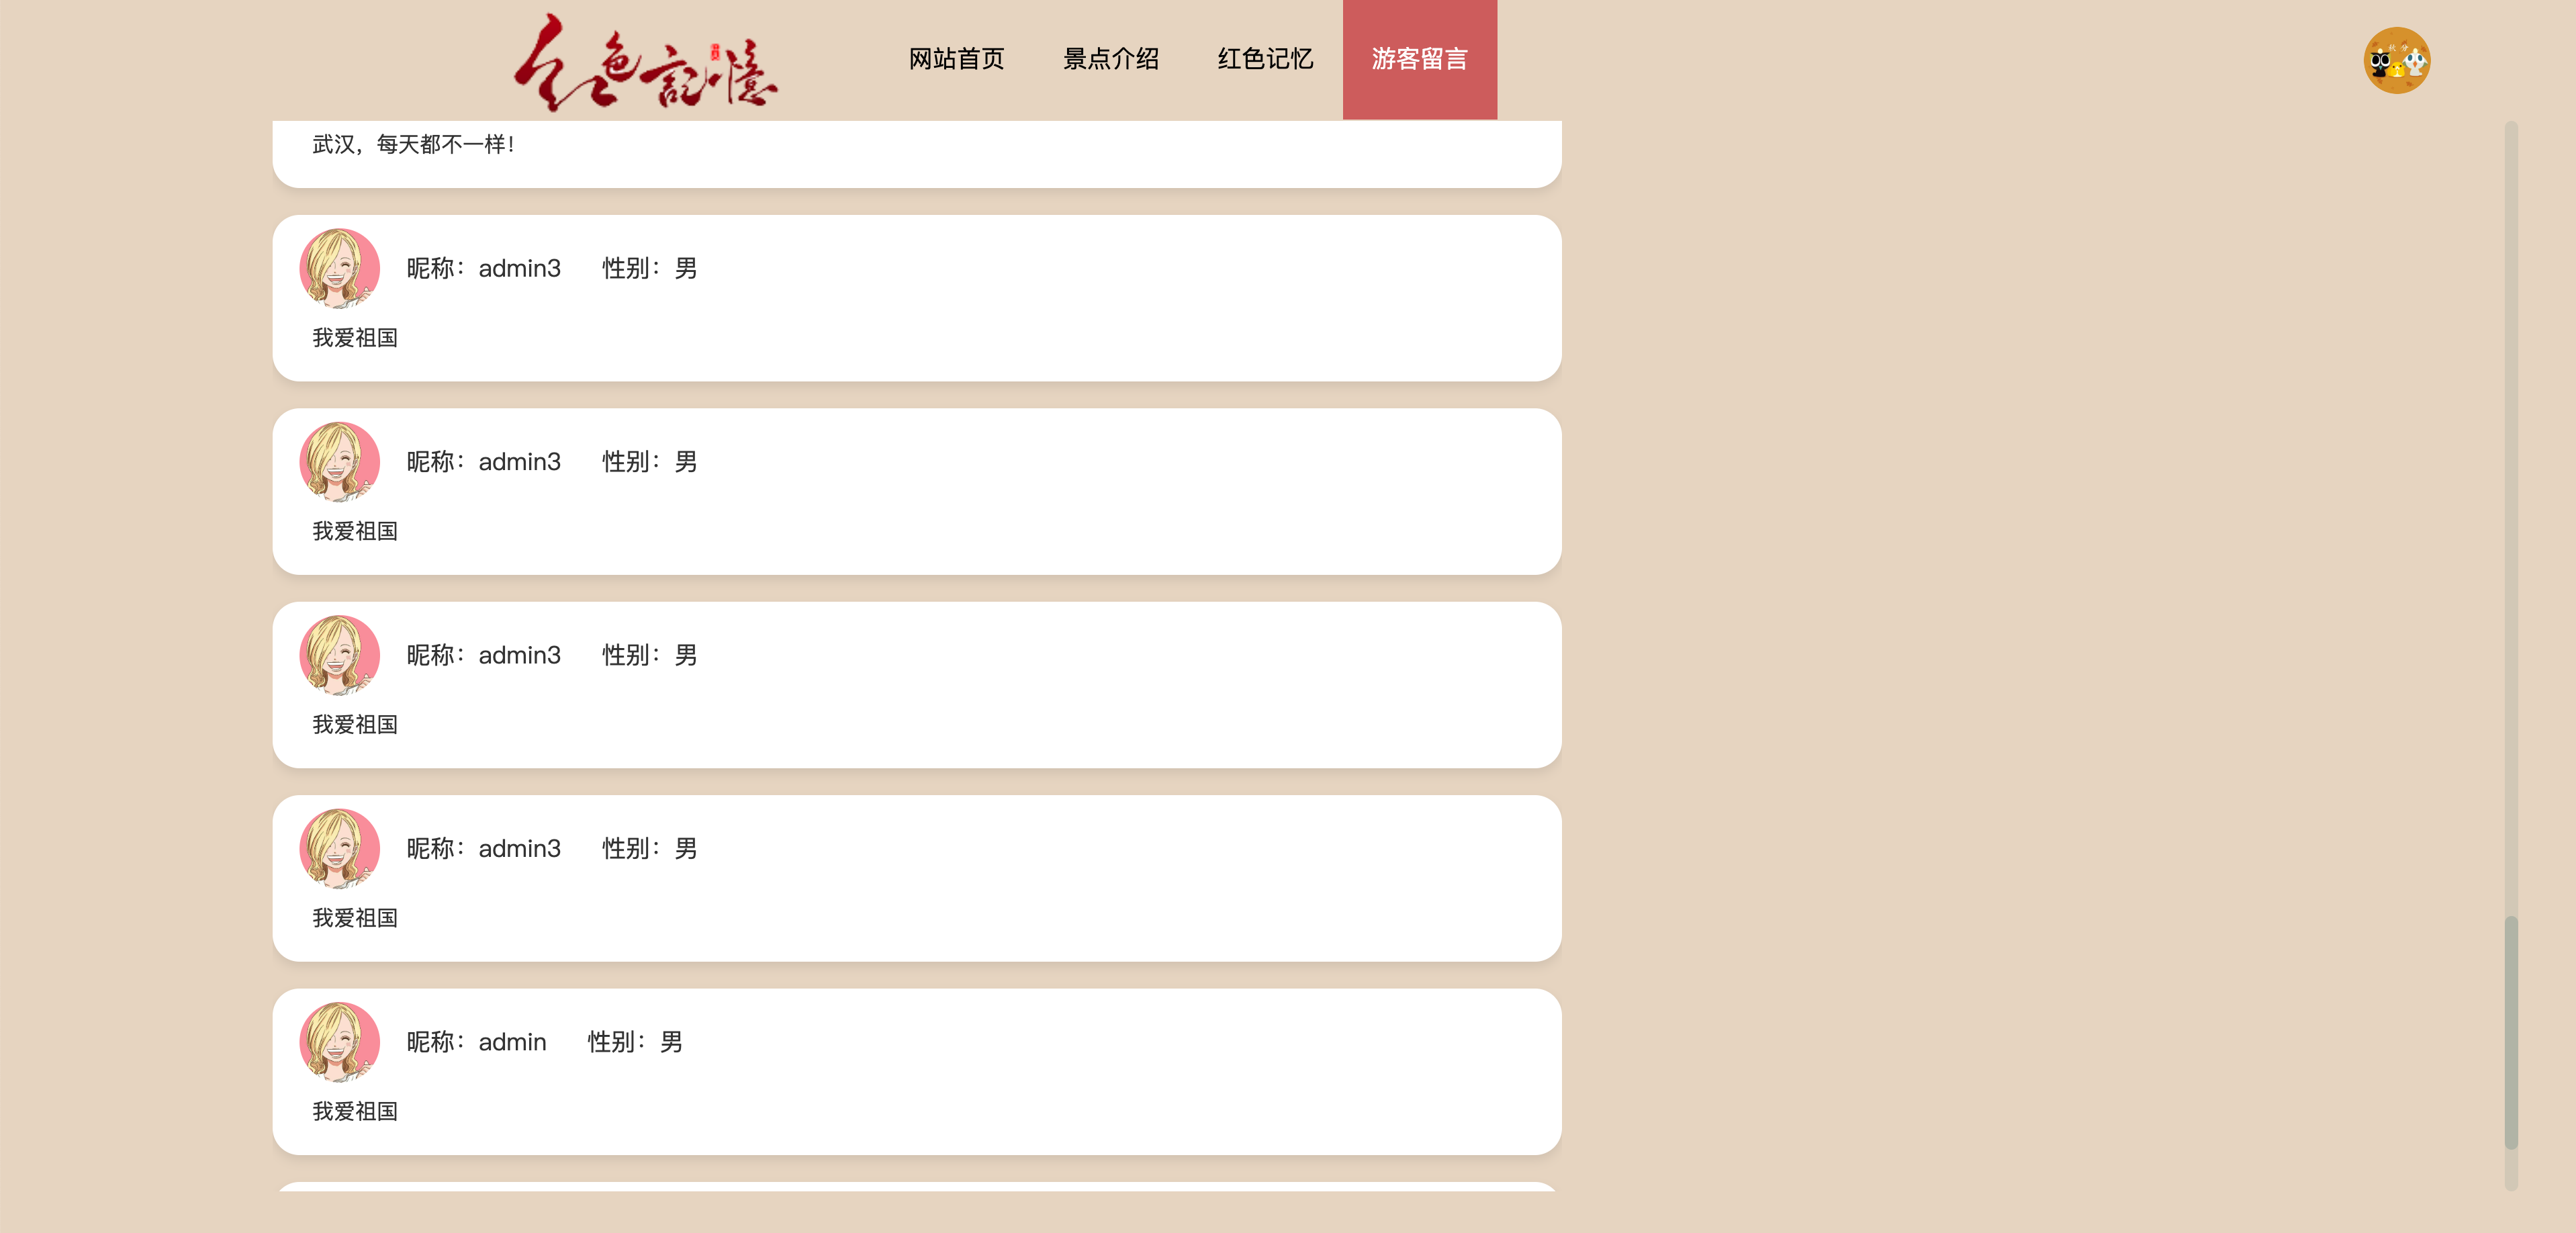 红色記憶
网站首页 景点介绍 红色记忆 游客留言
秋 分
武汉，每天都不一样！
昵称：admin3 性别：男
我爱祖国
昵称：admin3 性别：男
我爱祖国
昵称：admin3 性别：男
我爱祖国
昵称：admin3 性别：男
我爱祖国
昵称：admin 性别：男
我爱祖国